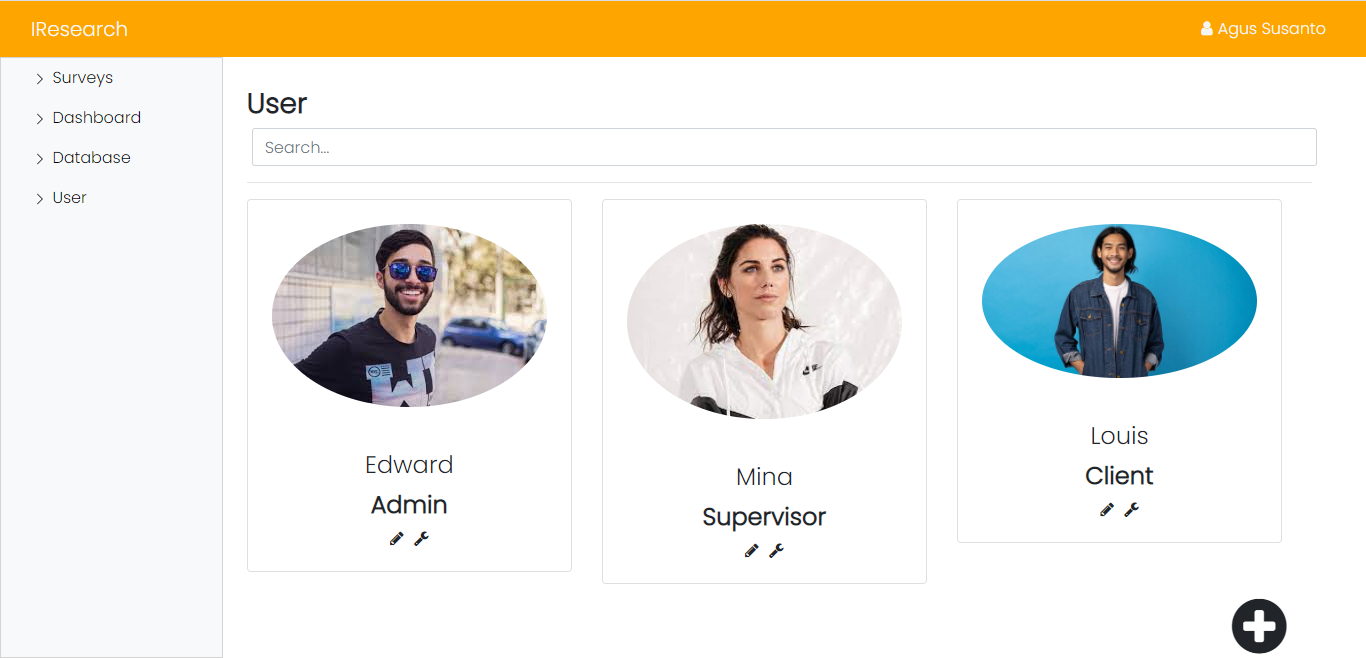 IResearch
Agus Susanto
Surveys
Dashboard
Database
User
User
Search...
Edward
Admin
Mina
Supervisor
Louis
Client